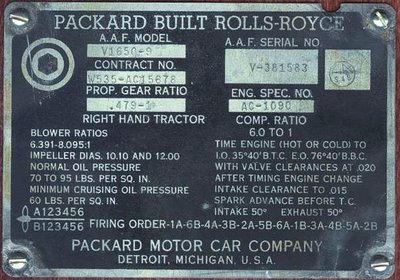 PACKARD BUILT ROLLS-ROYCE
A.A.F. MODEL
V1650-9
A.A.F. SERIAL NO.
V-381583
CONTRACT NO.
W535-AC15678
PROP. GEAR RATIO
.479-1
ENG. SPEC. NO.
AC-1090
RIGHT HAND TRACTOR
COMP. RATIO
6.0 TO 1
BLOWER RATIOS
6.391-8.095:1
IMPELLER DIAS. 10.10 AND 12.00
NORMAL OIL PRESSURE
70 TO 95 LBS. PER SQ. IN.
MINIMUM CRUISING OIL PRESSURE
60 LBS. PER SQ. IN.
TIME ENGINE (HOT OR COLD) TO
I.O. 35°40' B.T.C. E.O. 76°40' B.B.C.
WITH VALVE CLEARANCES AT .020
AFTER TIMING ENGINE CHANGE
INTAKE CLEARANCE TO .015
SPARK ADVANCE BEFORE T.C.
INTAKE 50° EXHAUST 50°
A123456
B123456
FIRING ORDER-1A-6B-4A-3B-2A-5B-6A-1B-3A-4B-5A-2B
PACKARD MOTOR CAR COMPANY
DETROIT, MICHIGAN, U.S.A.